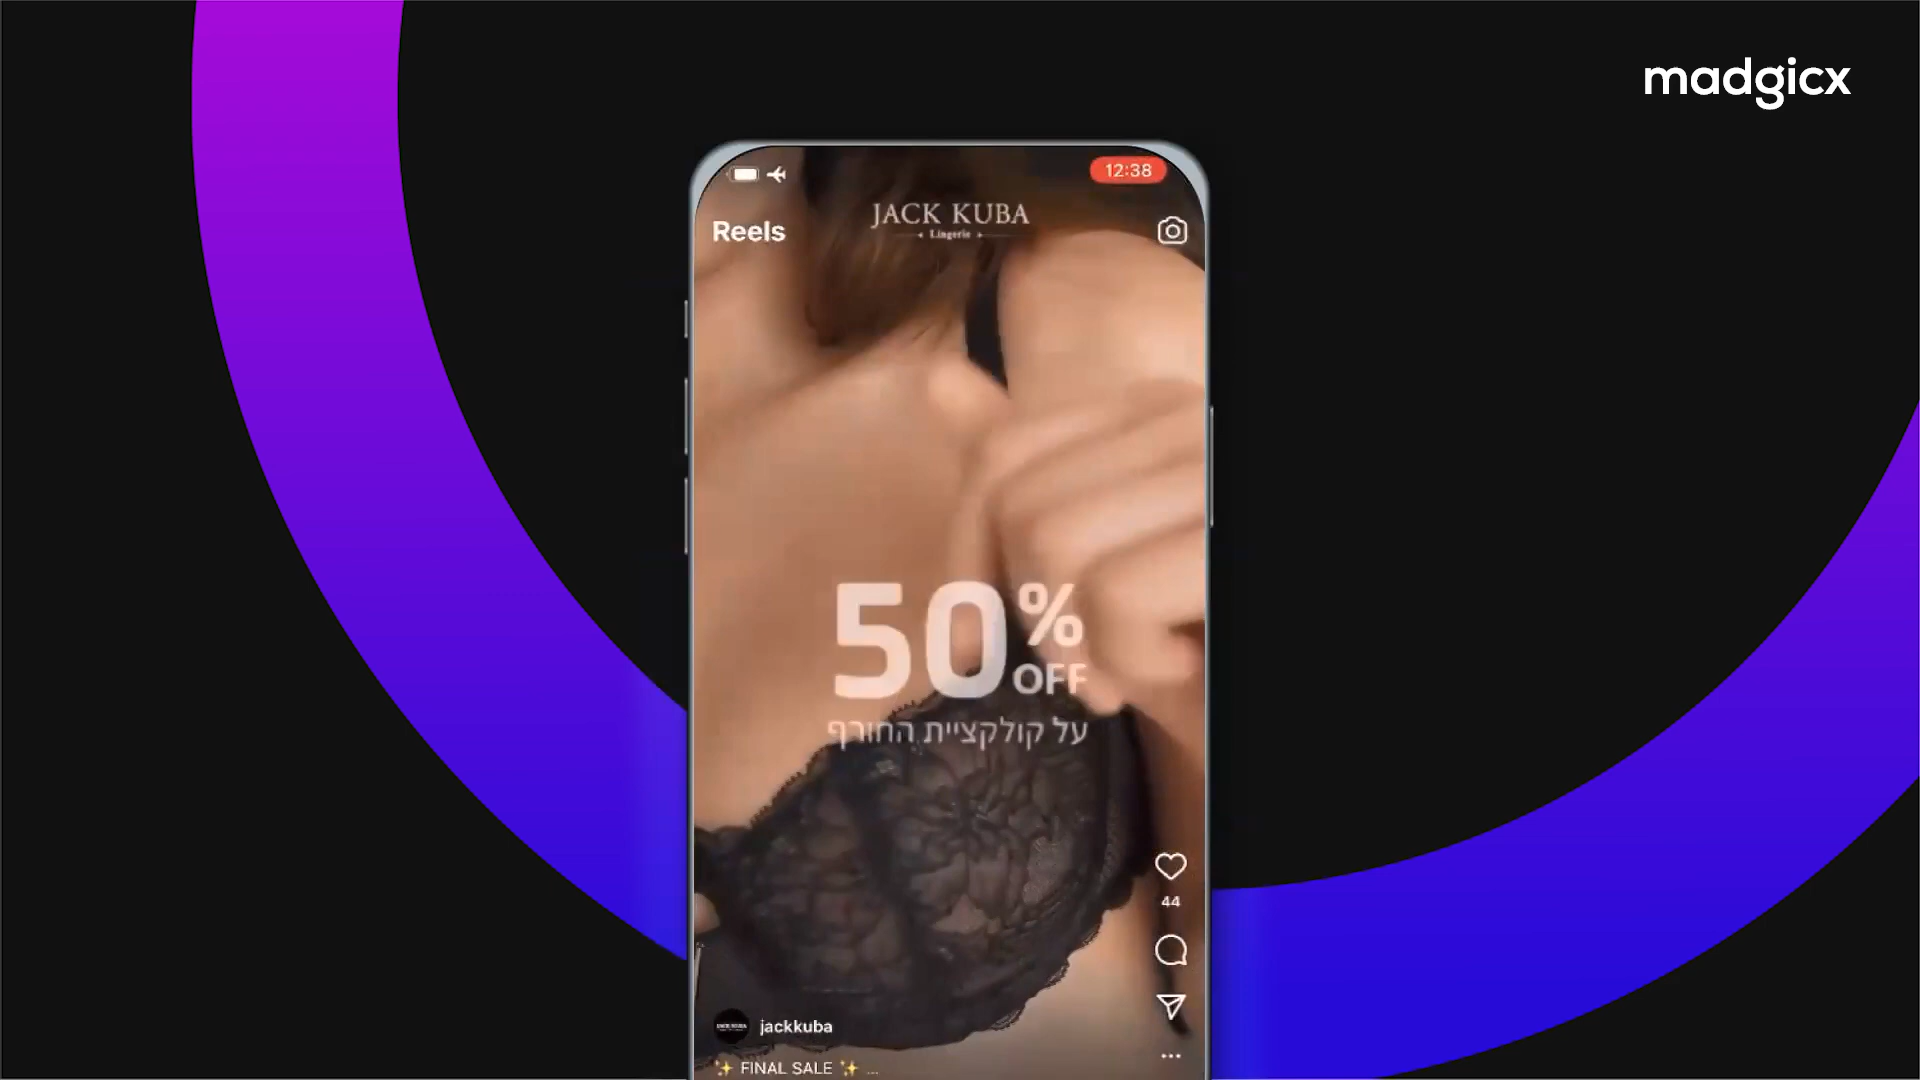 madgicx
12:38
Reels
JACK KUBA
Lingerie
50%
OFF
על קולקציית החורף
44
jackkuba
✨ FINAL SALE ✨ ...